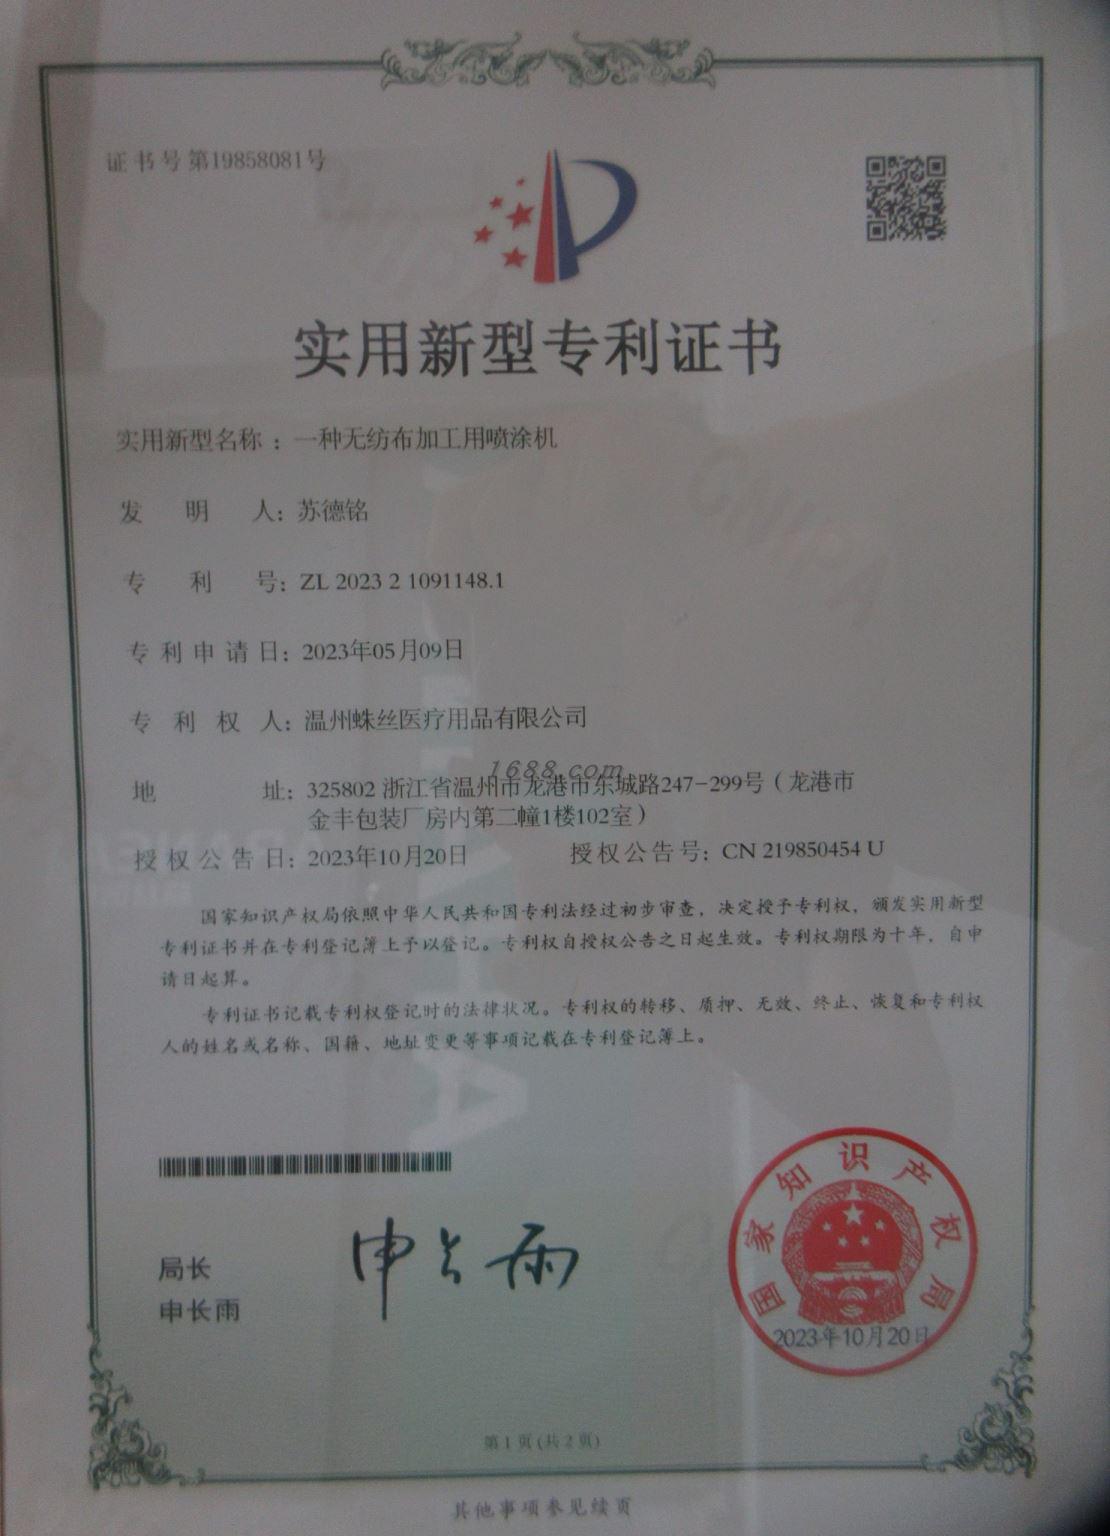 证书号第19858081号
实用新型专利证书
实用新型名称：一种无纺布加工用喷涂机
发明人：苏德铭
专利号：ZL 2023 2 1091148.1
专利申请日：2023年05月09日
专利权人：温州蛛丝医疗用品有限公司
1688.com
地址：325802 浙江省温州市龙港市东城路247-299号（龙港市
金丰包装厂房内第二幢1楼102室）
授权公告日：2023年10月20日 授权公告号：CN 219850454 U
国家知识产权局依照中华人民共和国专利法经过初步审查，决定授予专利权，颁发实用新型
专利证书并在专利登记簿上予以登记。专利权自授权公告之日起生效。专利权期限为十年，自申
请日起算。
专利证书记载专利权登记时的法律状况。专利权的转移、质押、无效、终止、恢复和专利权
人的姓名或名称、国籍、地址变更等事项记载在专利登记簿上。
局长
申长雨
申长雨
国家知识产权局
2023年10月20日
第1页(共2页)
其他事项参见续页